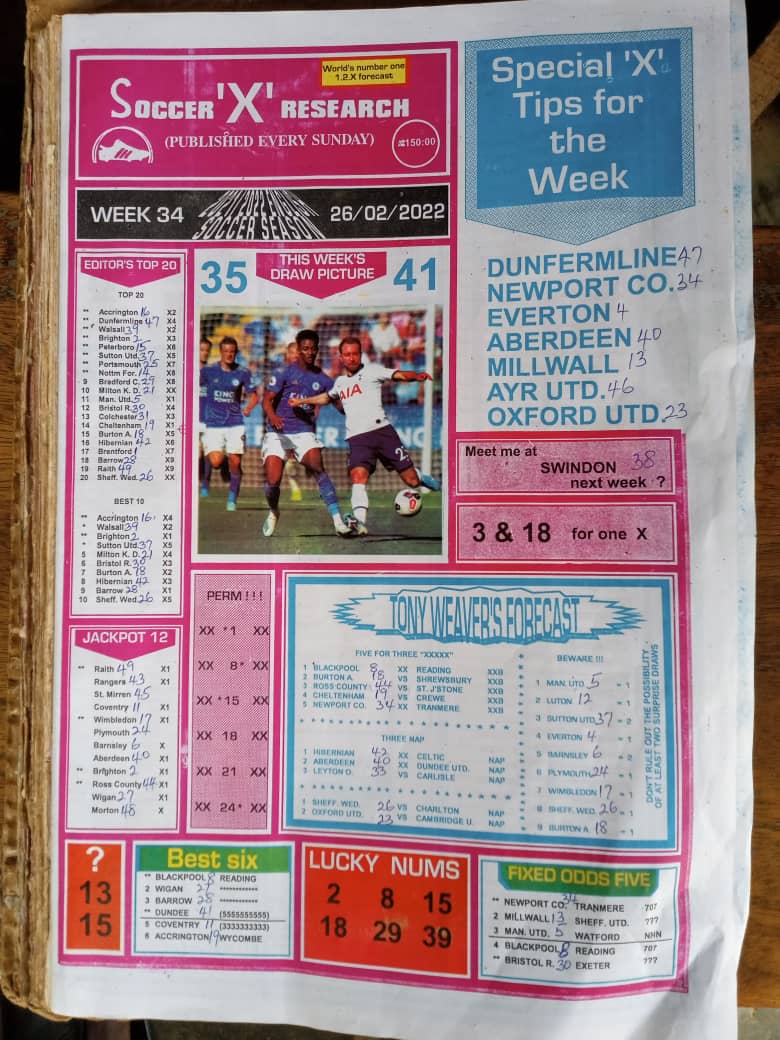 World's number one
1.2.X forecast
SOCCER 'X' RESEARCH
(PUBLISHED EVERY SUNDAY)
₦150:00
WEEK 34
SOCCER SEASON
26/02/2022
Special 'X'
Tips for
the
Week
DUNFERMLINE 47
NEWPORT CO. 34
EVERTON 4
ABERDEEN 40
MILLWALL 13
AYR UTD. 46
OXFORD UTD. 23
Meet me at
SWINDON 38
next week ?
3 & 18 for one X
EDITOR'S TOP 20
TOP 20
** Accrington 16 X2
** Dunfermline 47 X4
** Walsall 39 X2
** Brighton 2 X3
** Peterboro 15 X6
** Sutton Utd 37 X5
** Portsmouth 25 X7
** Nottm For. 14 X8
9 Bradford C. 29 X8
10 Milton K. D. 21 XX
11 Man. Utd. 5 X1
12 Bristol R. 30 X4
13 Colchester 31 X3
14 Cheltenham 19 X1
15 Burton A. 18 X5
16 Hibernian 42 X6
17 Brentford 1 X7
18 Barrow 28 X9
19 Raith 49 X9
20 Sheff. Wed. 26 XX
BEST 10
** Accrington 16 X4
* Walsall 39 X2
** Brighton 2 X1
* Sutton Utd. 37 X5
5 Milton K. D. 21 X4
6 Bristol R. 30 X3
7 Burton A. 18 X2
8 Hibernian 42 X3
9 Barrow 28 X1
10 Sheff. Wed. 26 X5
35
THIS WEEK'S
DRAW PICTURE
41
KING
POWER
AIA
JACKPOT 12
** Raith 49 X1
Rangers 43 X1
St. Mirren 45
Coventry 11 X1
** Wimbledon 17 X1
Plymouth 24
Barnsley 6 X
Aberdeen 40 X1
** Brighton 2 X1
** Ross County 44 X1
Wigan 27 X1
Morton 48 X
PERM ! ! !
XX *1 XX
XX 8* XX
XX *15 XX
XX 18 XX
XX 21 XX
XX 24* XX
TONY WEAVER'S FORECAST
FIVE FOR THREE "XXXXX"
1 BLACKPOOL 8 XX READING XXB
2 BURTON A. 18 VS SHREWSBURY XXB
3 ROSS COUNTY 44 VS ST. J'STONE XXB
4 CHELTENHAM 19 VS CREWE XXB
5 NEWPORT CO. 34 XX TRANMERE XXB
THREE NAP
1 HIBERNIAN 42 XX CELTIC NAP
2 ABERDEEN 40 XX DUNDEE UTD. NAP
3 LEYTON O. 33 VS CARLISLE NAP
1 SHEFF. WED. 26 VS CHARLTON NAP
2 OXFORD UTD. 23 VS CAMBRIDGE U. NAP
BEWARE !!!
1 MAN. UTD 5 = 1
2 LUTON 12 = 1
3 SUTTON UTD 37 = 2
4 EVERTON 4 = 2
5 BARNSLEY 6 = 2
6 PLYMOUTH 24 = 1
7 WIMBLEDON 17 = 1
8 SHEFF. WED. 26 = 1
9 BURTON A. 18 = 1
DON'T RULE OUT THE POSSIBILITY
OF AT LEAST TWO SURPRISE DRAWS
?
13
15
Best six
** BLACKPOOL 8 READING
2 WIGAN 27 ************
3 BARROW 28 ************
** DUNDEE 41 (5555555555)
5 COVENTRY 11 (3333333333)
6 ACCRINGTON 19 WYCOMBE
LUCKY NUMS
2 8 15
18 29 39
FIXED ODDS FIVE
** NEWPORT CO. 34 TRANMERE 707
2 MILLWALL 13 SHEFF. UTD. ???
3 MAN. UTD. 5 WATFORD NHN
4 BLACKPOOL 8 READING 707
** BRISTOL R. 30 EXETER ???